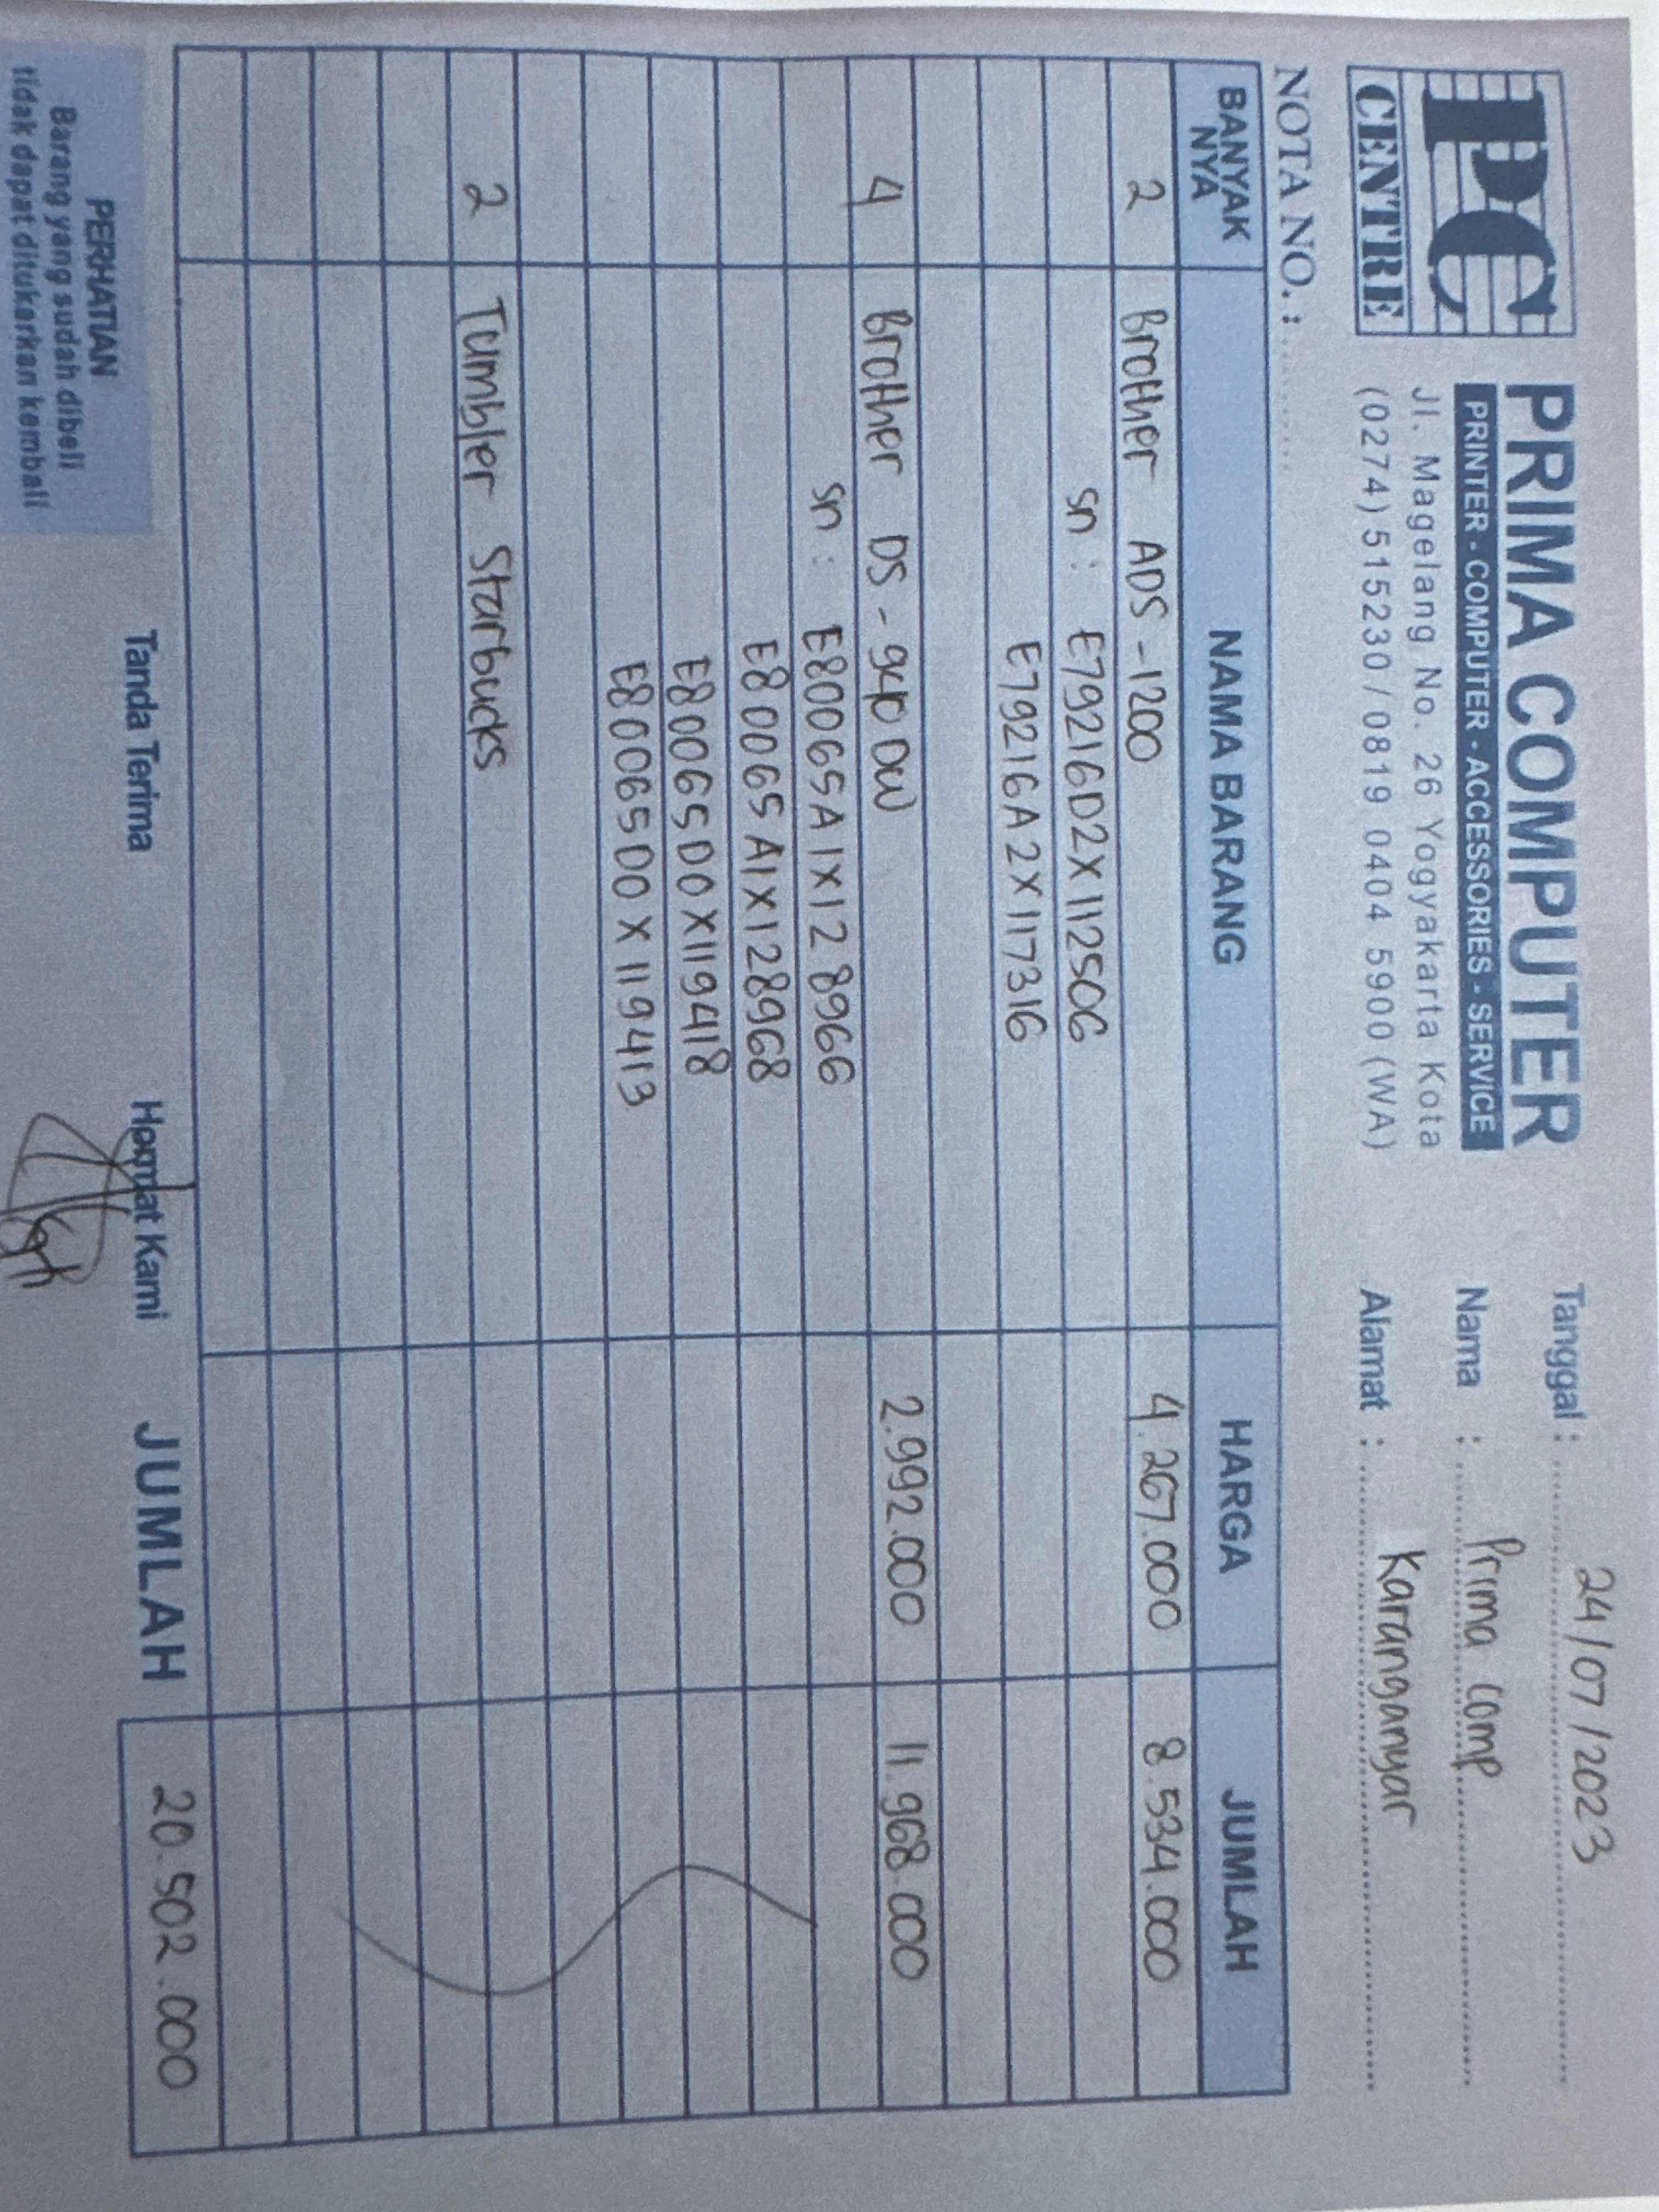 PC
CENTRE
PRIMA COMPUTER
PRINTER - COMPUTER - ACCESSORIES - SERVICE
Jl. Magelang No. 26 Yogyakarta Kota
(0274) 515230 / 0819 0404 5900 (WA)
Tanggal : 24/07/2023
Nama : Prima Comp
Alamat : Karanganyar
NOTA NO. :
BANYAK NYA NAMA BARANG HARGA JUMLAH
2 Brother ADS-1200 4.267.000 8.534.000
sn : E79216D2X112506
E79216A2X117316
4 Brother DS-940DW 2.992.000 11.968.000
sn : E80065A1X128966
E80065A1X128968
E80065D0X119418
E80065D0X119413
2 Tumbler Starbucks
Tanda Terima Hormat Kami JUMLAH 20.502.000
PERHATIAN
Barang yang sudah dibeli
tidak dapat ditukarkan kembali